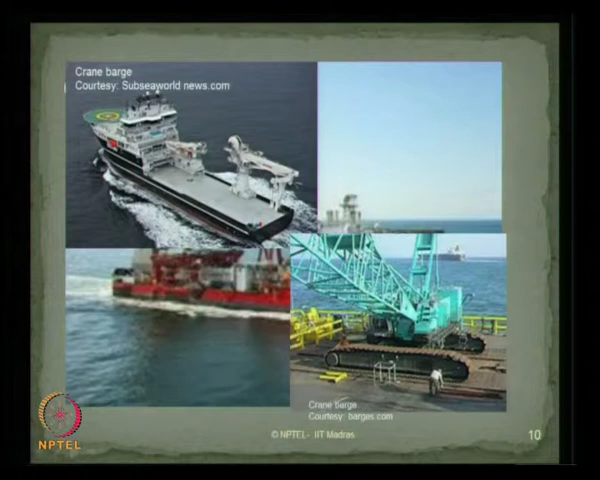 Crane barge
Courtesy: Subseaworld news.com
Crane barge
Courtesy: barges.com
NPTEL
© NPTEL- IIT Madras
10